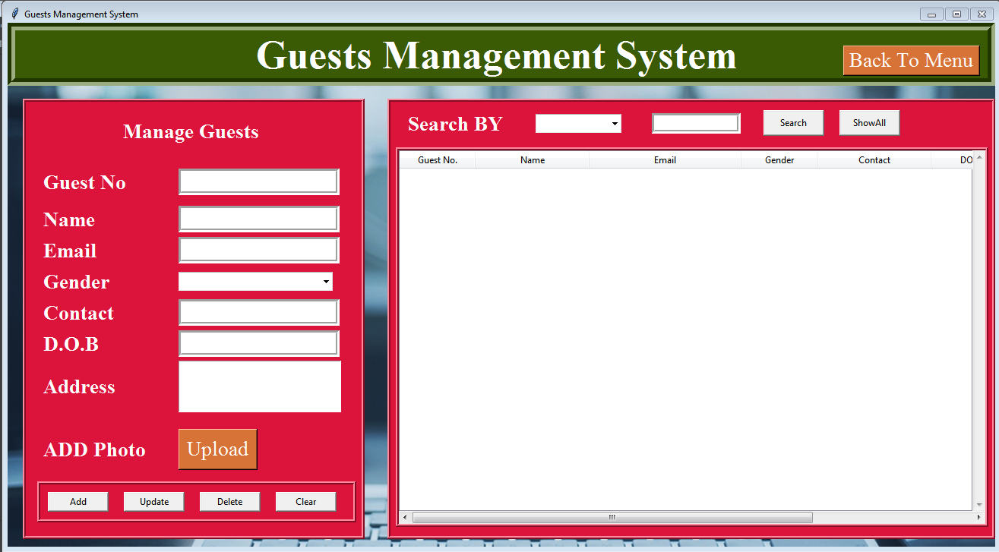 Guests Management System
Guests Management System
Back To Menu
Manage Guests
Guest No
Name
Email
Gender
Contact
D.O.B
Address
ADD Photo Upload
Add Update Delete Clear
Search BY Search ShowAll
Guest No. Name Email Gender Contact DO